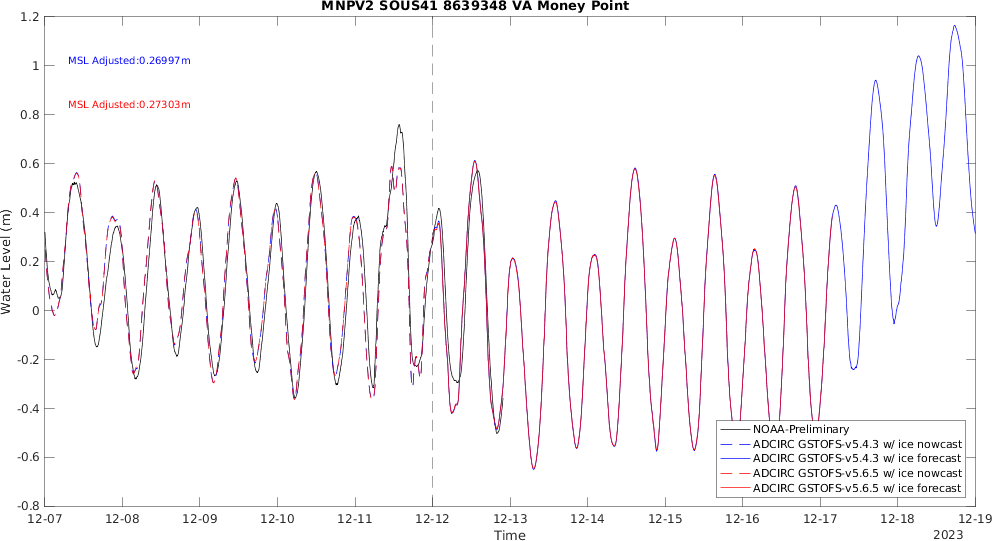 MNPV2 SOUS41 8639348 VA Money Point
1.2
1
0.8
0.6
0.4
0.2
0
-0.2
-0.4
-0.6
-0.8
Water Level (m)
MSL Adjusted:0.26997m
MSL Adjusted:0.27303m
NOAA-Preliminary
ADCIRC GSTOFS-v5.4.3 w/ ice nowcast
ADCIRC GSTOFS-v5.4.3 w/ ice forecast
ADCIRC GSTOFS-v5.6.5 w/ ice nowcast
ADCIRC GSTOFS-v5.6.5 w/ ice forecast
12-07 12-08 12-09 12-10 12-11 12-12 12-13 12-14 12-15 12-16 12-17 12-18 12-19
Time
2023